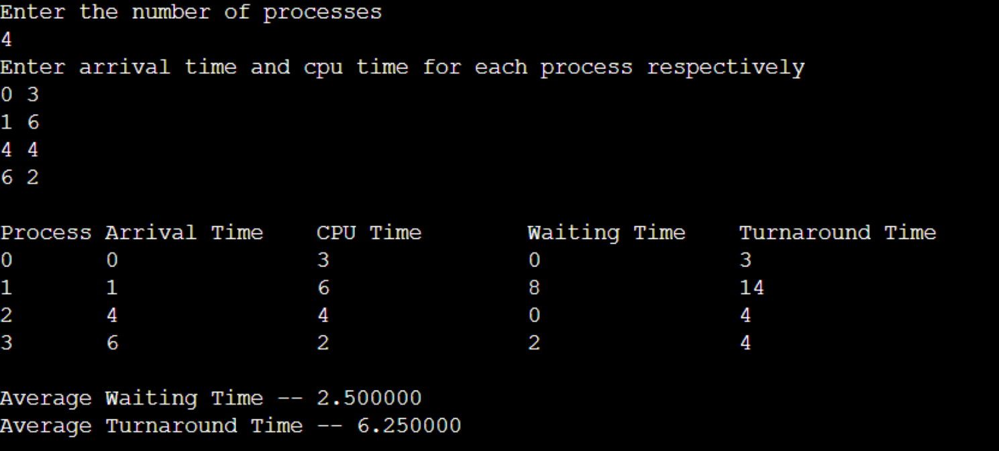 Enter the number of processes
4
Enter arrival time and cpu time for each process respectively
0 3
1 6
4 4
6 2
Process Arrival Time CPU Time Waiting Time Turnaround Time
0 0 3 0 3
1 1 6 8 14
2 4 4 0 4
3 6 2 2 4
Average Waiting Time -- 2.500000
Average Turnaround Time -- 6.250000